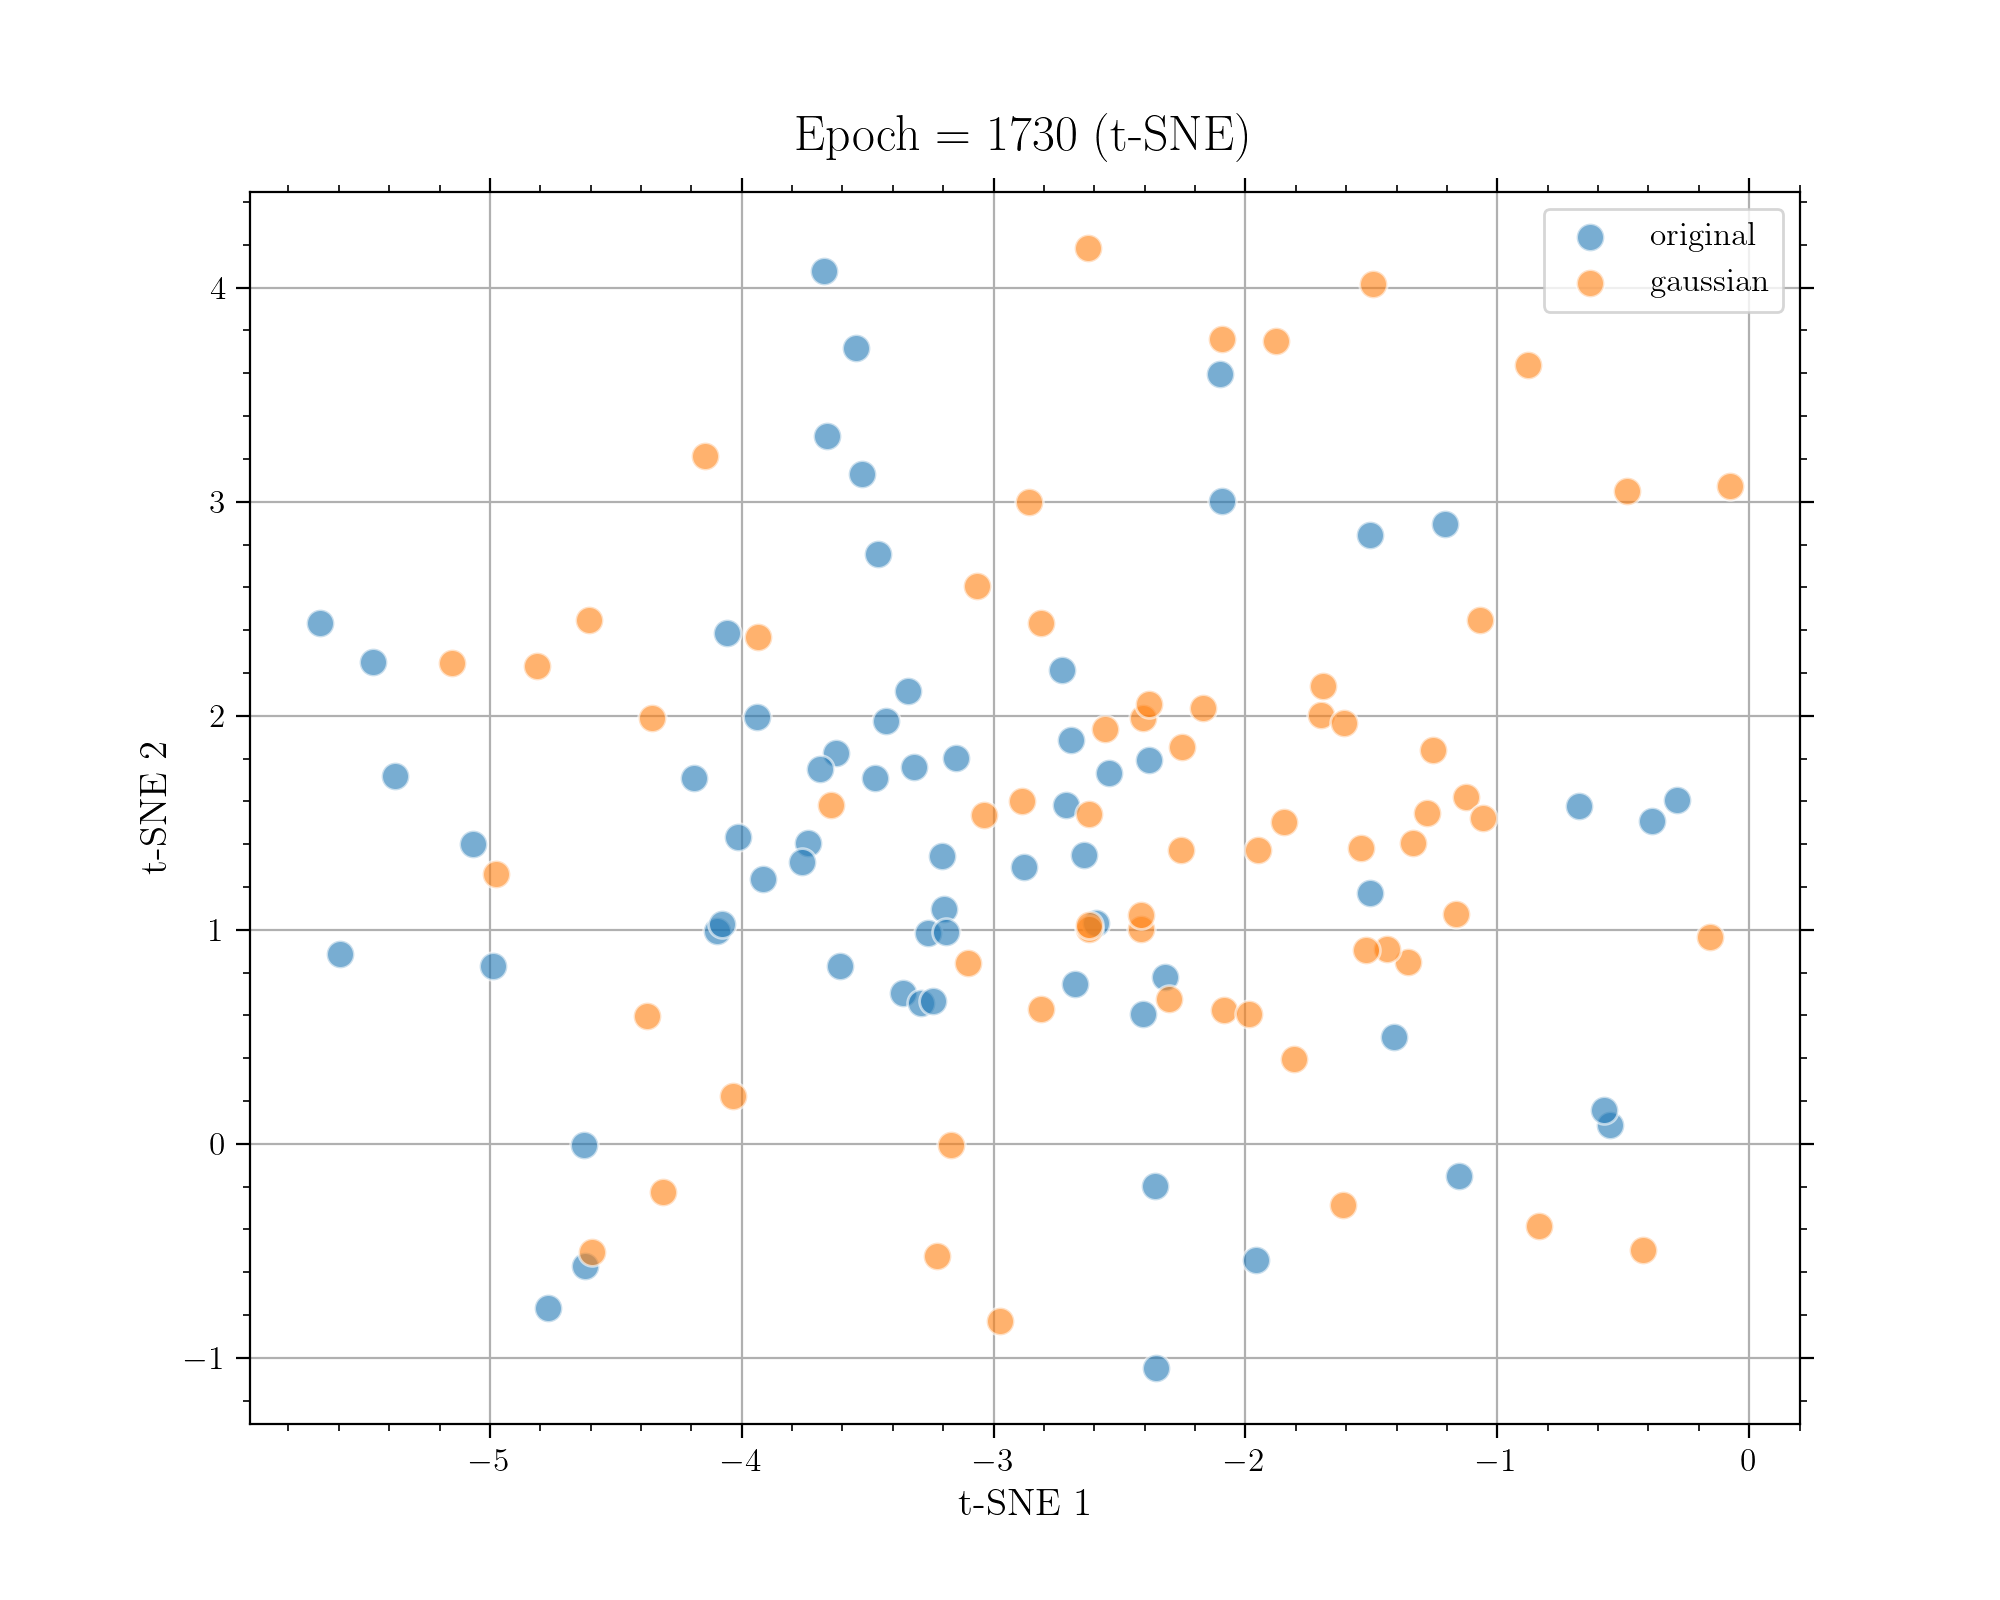 Epoch = 1730 (t-SNE)
original
gaussian
4
3
2
1
0
−1
t-SNE 2
−5
−4
−3
−2
−1
0
t-SNE 1